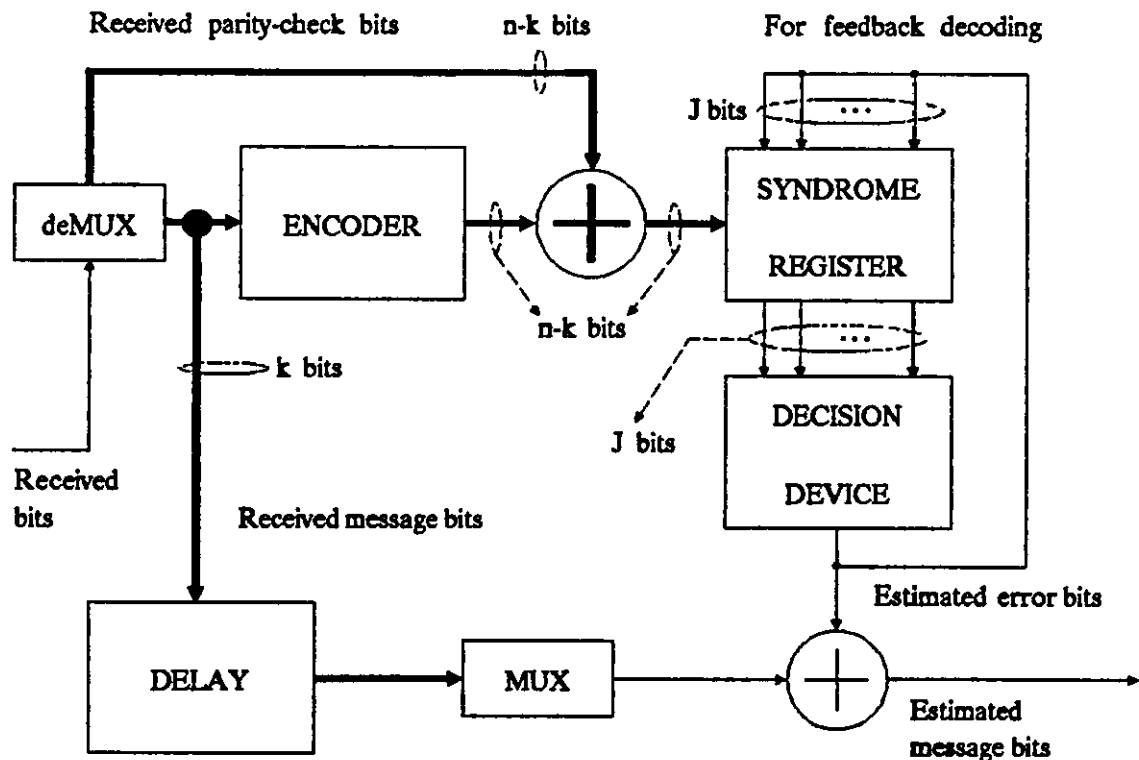 Received parity-check bits
n-k bits
For feedback decoding
J bits
...
deMUX
ENCODER
SYNDROME
REGISTER
n-k bits
...
k bits
J bits
DECISION
DEVICE
Received
bits
Received message bits
Estimated error bits
DELAY
MUX
Estimated
message bits